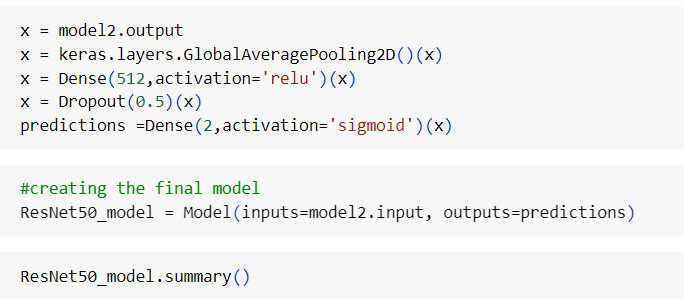 x = model2.output
x = keras.layers.GlobalAveragePooling2D()(x)
x = Dense(512,activation='relu')(x)
x = Dropout(0.5)(x)
predictions =Dense(2,activation='sigmoid')(x)
#creating the final model
ResNet50_model = Model(inputs=model2.input, outputs=predictions)
ResNet50_model.summary()